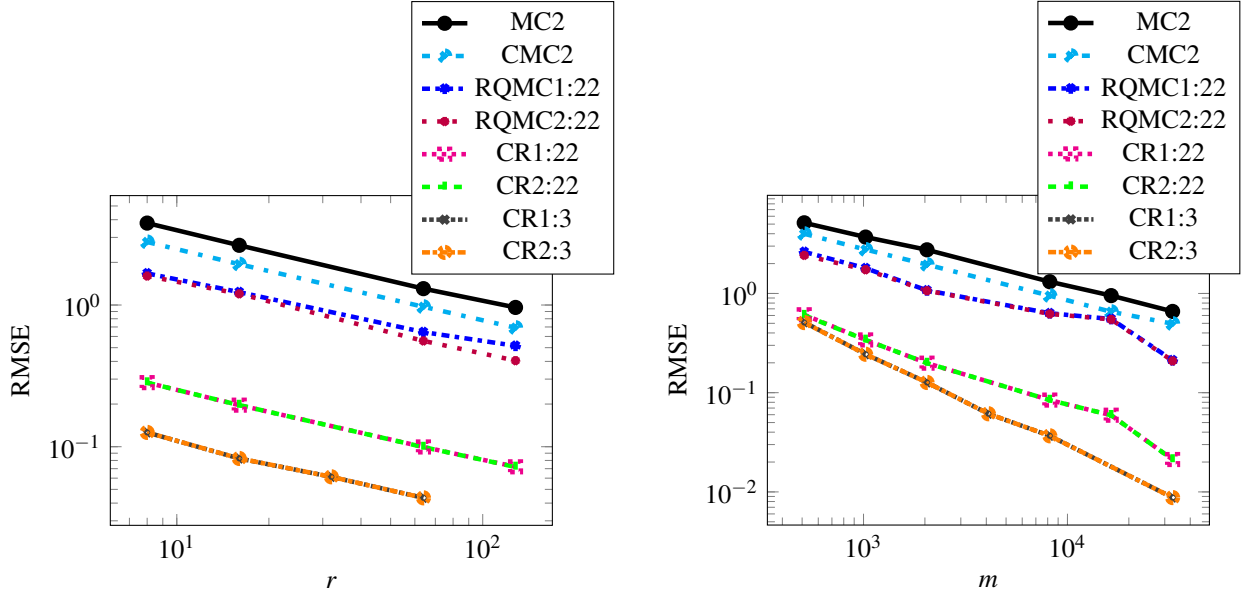 MC2
CMC2
RQMC1:22
RQMC2:22
CR1:22
CR2:22
CR1:3
CR2:3
10^0
10^−1
RMSE
10^1
10^2
r
MC2
CMC2
RQMC1:22
RQMC2:22
CR1:22
CR2:22
CR1:3
CR2:3
10^0
10^−1
10^−2
RMSE
10^3
10^4
m